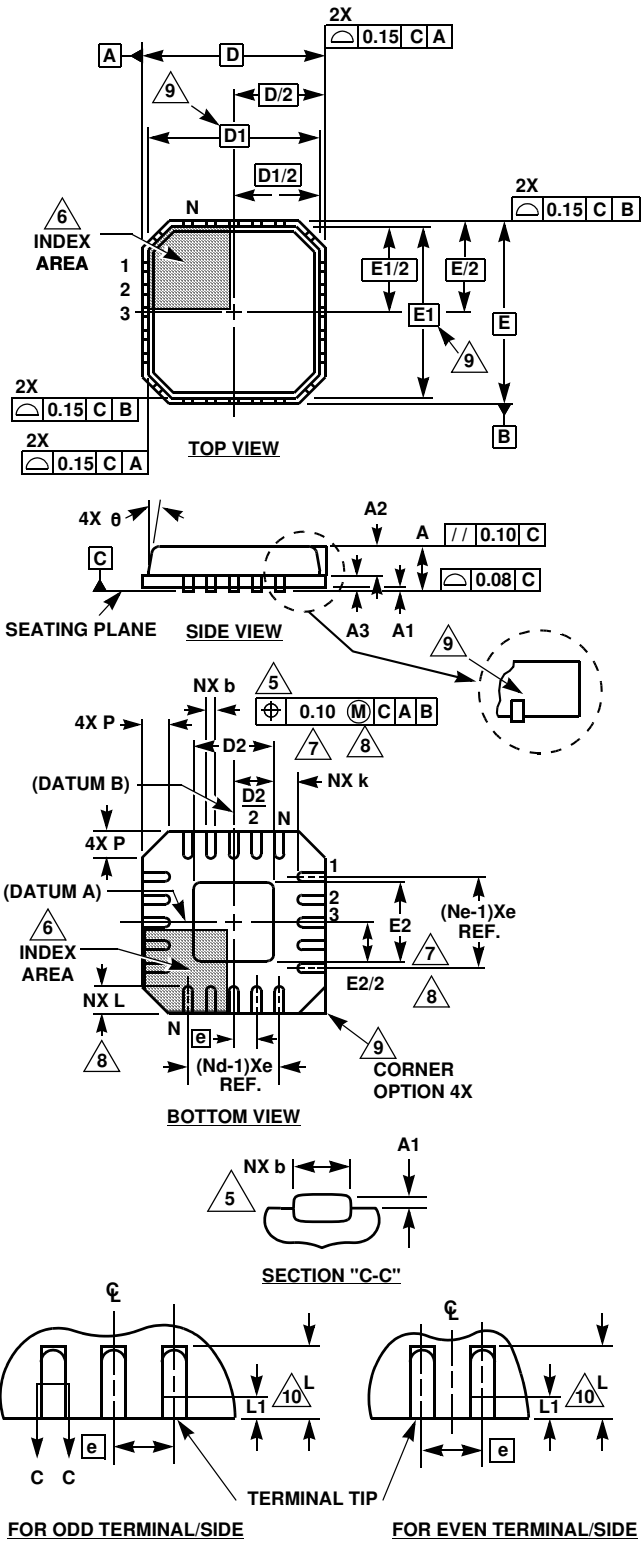 2X
0.15 C A
A
D
D/2
9
D1
D1/2
2X
0.15 C B
6
INDEX
AREA
N
1
2
3
E1/2
E/2
E1
E
9
2X
0.15 C B
2X
0.15 C A
B
TOP VIEW
4X θ
A2
A
// 0.10 C
C
0.08 C
SEATING PLANE
SIDE VIEW
A3
A1
9
NX b
5
0.10 M C A B
4X P
D2
7
8
(DATUM B)
D2
2
NX k
N
4X P
1
(DATUM A)
2
3
E2
(Ne-1)Xe
REF.
6
INDEX
AREA
7
E2/2
8
NX L
N
e
8
9
(Nd-1)Xe
REF.
CORNER
OPTION 4X
BOTTOM VIEW
A1
NX b
5
SECTION "C-C"
C
L
L
10
L1
e
C
C
C
L
L
10
L1
e
TERMINAL TIP
FOR ODD TERMINAL/SIDE
FOR EVEN TERMINAL/SIDE